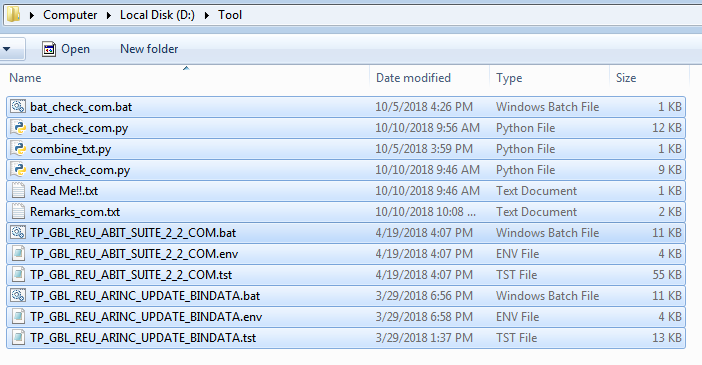 Computer Local Disk (D:) Tool
Open New folder
Name Date modified Type Size
bat_check_com.bat 10/5/2018 4:26 PM Windows Batch File 1 KB
bat_check_com.py 10/10/2018 9:56 AM Python File 12 KB
combine_txt.py 10/5/2018 3:59 PM Python File 1 KB
env_check_com.py 10/10/2018 9:46 AM Python File 9 KB
Read Me!!.txt 10/10/2018 9:46 AM Text Document 1 KB
Remarks_com.txt 10/10/2018 10:08 ... Text Document 2 KB
TP_GBL_REU_ABIT_SUITE_2_2_COM.bat 4/19/2018 4:07 PM Windows Batch File 11 KB
TP_GBL_REU_ABIT_SUITE_2_2_COM.env 4/19/2018 4:07 PM ENV File 4 KB
TP_GBL_REU_ABIT_SUITE_2_2_COM.tst 4/19/2018 4:07 PM TST File 55 KB
TP_GBL_REU_ARINC_UPDATE_BINDATA.bat 3/29/2018 6:56 PM Windows Batch File 11 KB
TP_GBL_REU_ARINC_UPDATE_BINDATA.env 3/29/2018 6:58 PM ENV File 4 KB
TP_GBL_REU_ARINC_UPDATE_BINDATA.tst 3/29/2018 1:37 PM TST File 13 KB